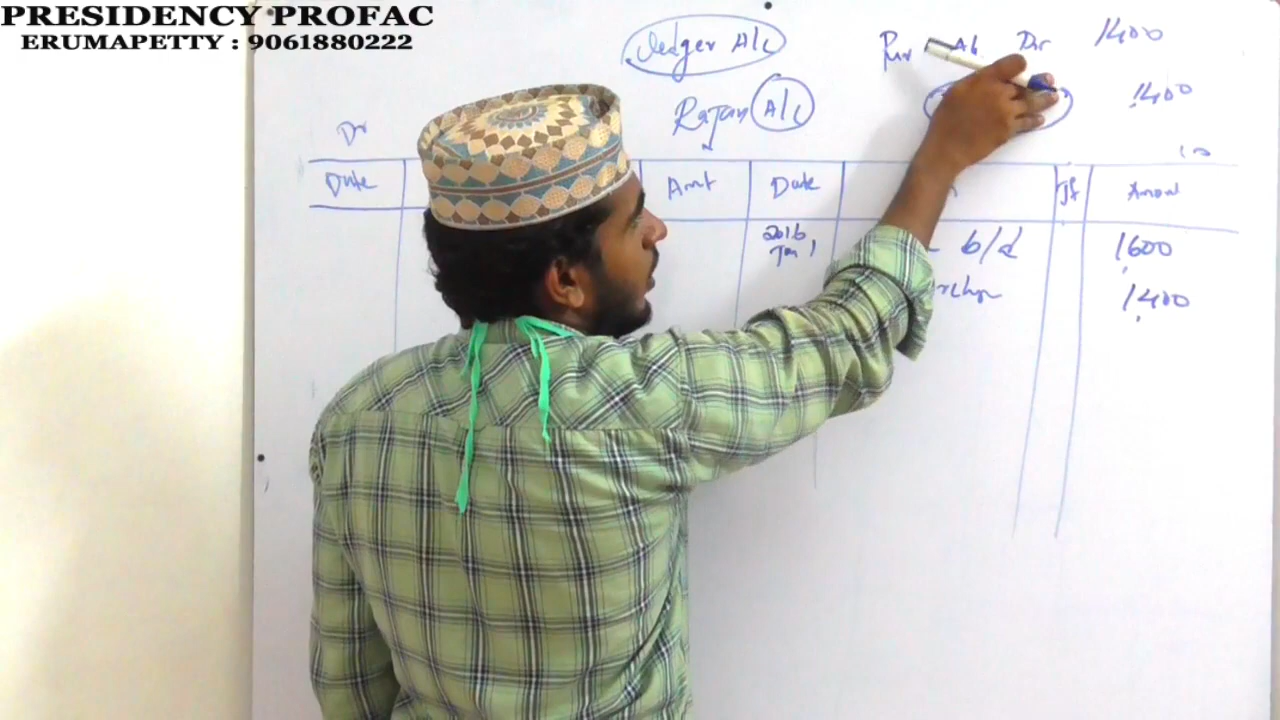 PRESIDENCY PROFAC
ERUMAPETTY : 9061880222
Ledger A/c
Dr 1400
Rajan A/c
1400
Dr
Date Amt Date Jf Amou
2016
Jan 1
b/d 1600
1400